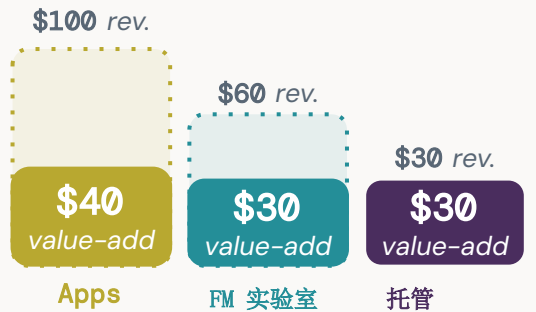 $100 rev.
$60 rev.
$30 rev.
$40
value-add
$30
value-add
$30
value-add
Apps
FM 实验室
托管